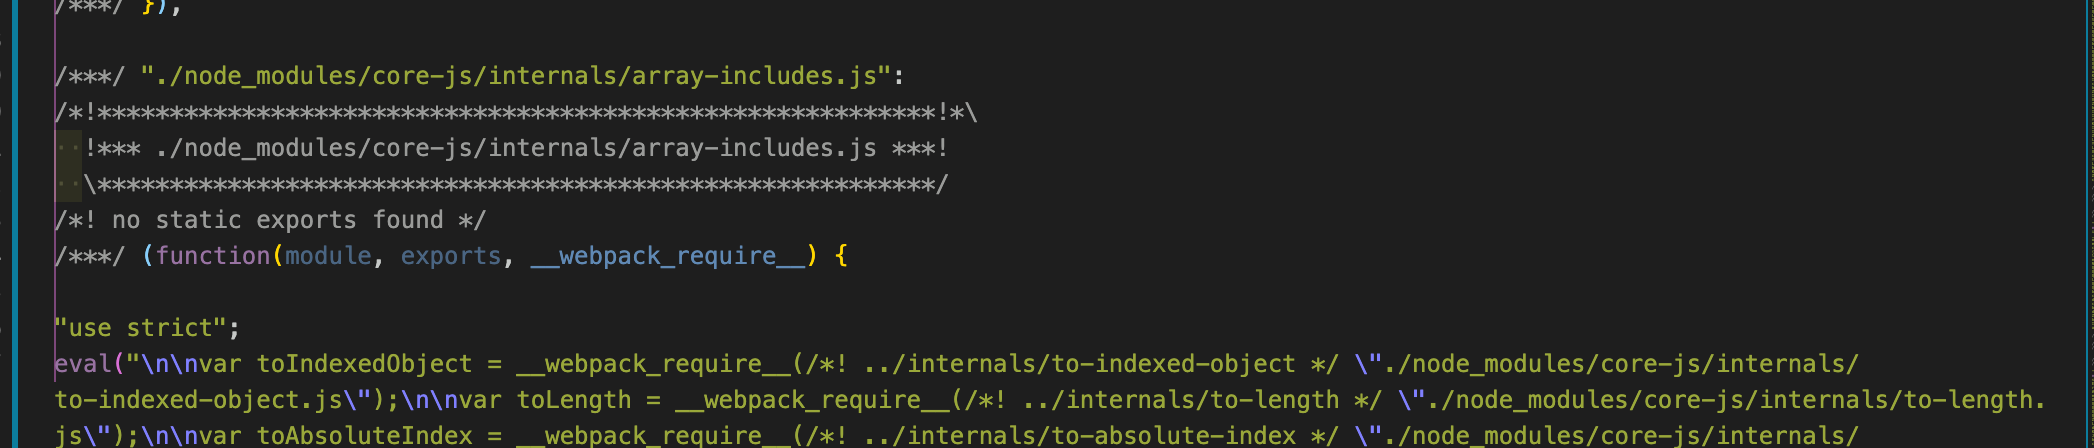 /***/ }),
/***/ "./node_modules/core-js/internals/array-includes.js":
/*!**********************************************************!*\
  !*** ./node_modules/core-js/internals/array-includes.js ***!
  \**********************************************************/
/*! no static exports found */
/***/ (function(module, exports, __webpack_require__) {
"use strict";
eval("\n\nvar toIndexedObject = __webpack_require__(/*! ../internals/to-indexed-object */ \"./node_modules/core-js/internals/
to-indexed-object.js\");\n\nvar toLength = __webpack_require__(/*! ../internals/to-length */ \"./node_modules/core-js/internals/to-length.
js\");\n\nvar toAbsoluteIndex = __webpack_require__(/*! ../internals/to-absolute-index */ \"./node_modules/core-js/internals/